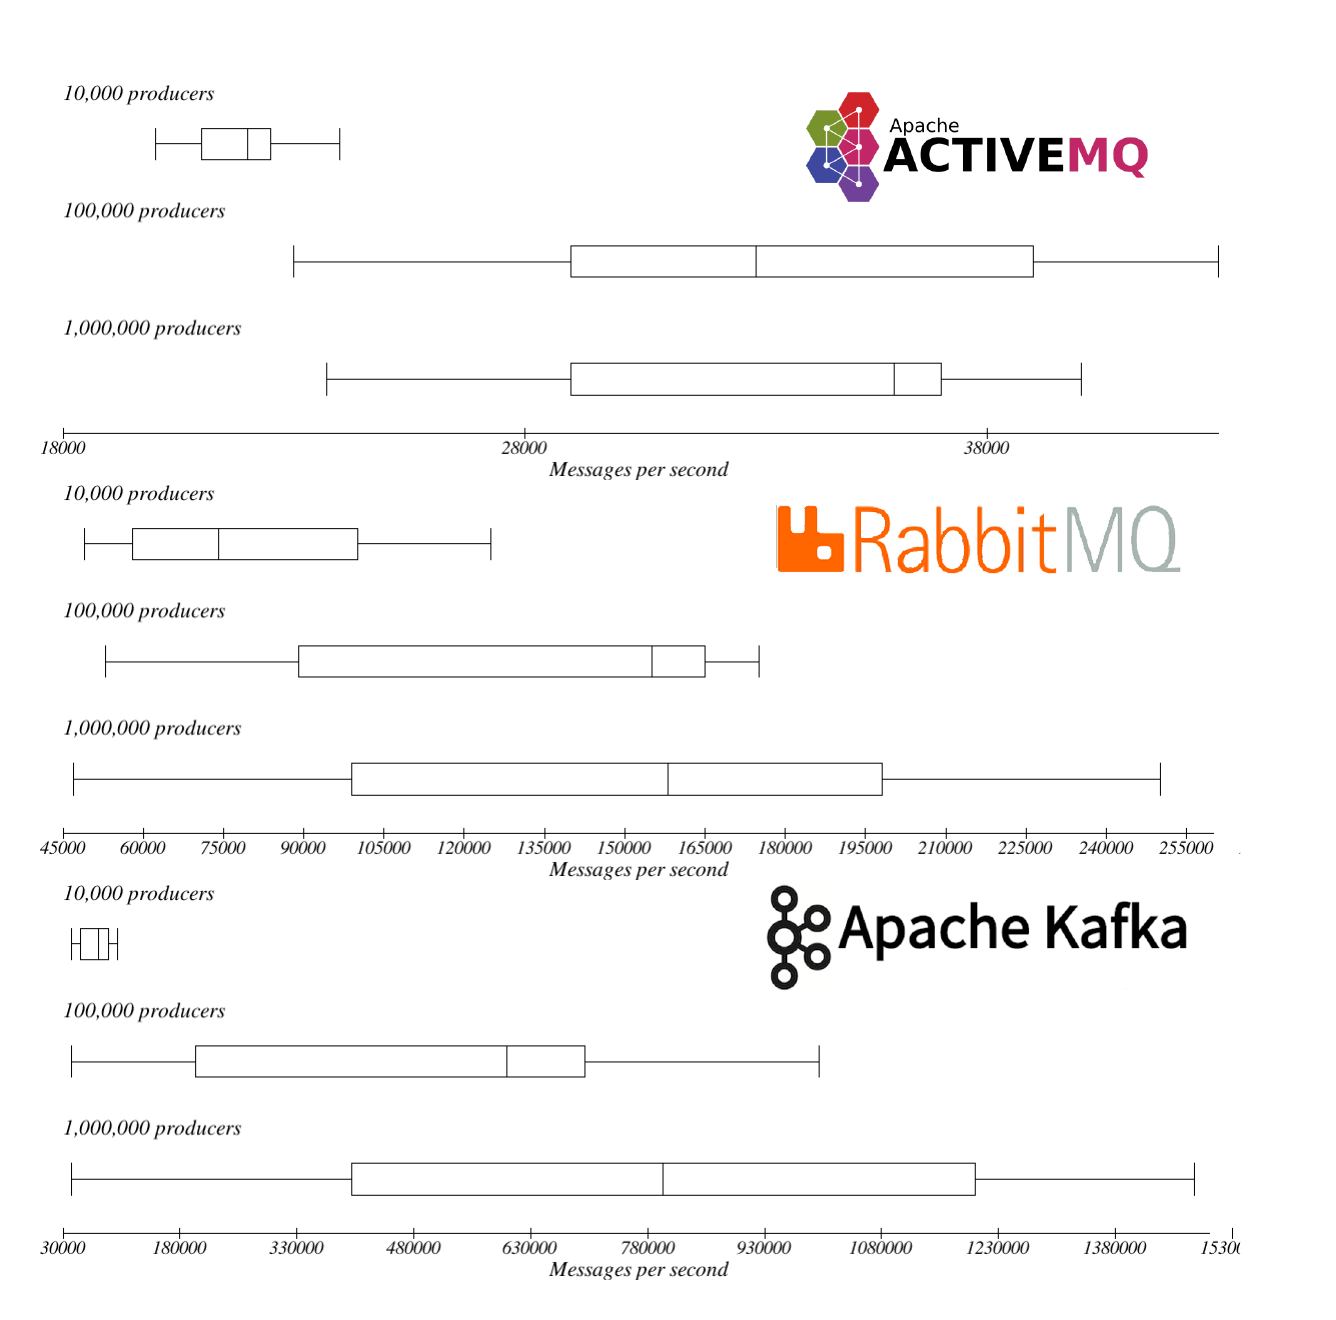 10,000 producers
Apache
ACTIVEMQ
100,000 producers
1,000,000 producers
18000 28000 38000
Messages per second
10,000 producers
RabbitMQ
100,000 producers
1,000,000 producers
45000 60000 75000 90000 105000 120000 135000 150000 165000 180000 195000 210000 225000 240000 255000
Messages per second
10,000 producers
Apache Kafka
100,000 producers
1,000,000 producers
30000 180000 330000 480000 630000 780000 930000 1080000 1230000 1380000
Messages per second